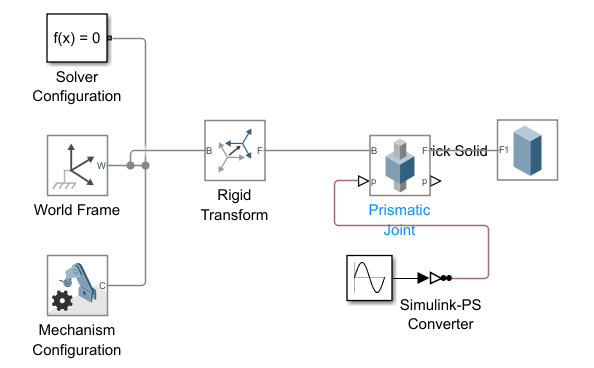 f(x) = 0
Solver
Configuration
W
World Frame
C
Mechanism
Configuration
B
F
Rigid
Transform
B
F
p
p
Prismatic
Joint
ick Solid
F1
Simulink-PS
Converter